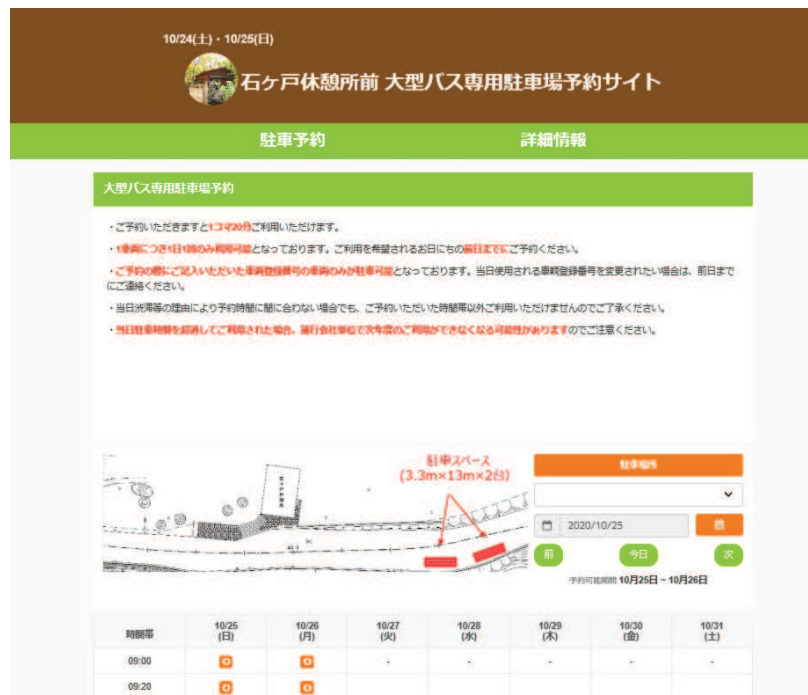 10/24(土)・10/25(日)
石ケ戸休憩所前 大型バス専用駐車場予約サイト
駐車予約 詳細情報
大型バス専用駐車場予約
・ご予約いただきますと1コマ20分ご利用いただけます。
・1車両につき1日1枠のみ利用可能となっております。ご利用を希望されるお日にちの前日までにご予約ください。
・ご予約の際にご記入いただいた車両登録番号の車両のみが駐車可能となっております。当日使用される車輌登録番号を変更されたい場合は、前日まで
にご連絡ください。
・当日渋滞等の理由により予約時間に間に合わない場合でも、ご予約いただいた時間帯以外ご利用いただけませんのでご了承ください。
・当日駐車時間を超過してご利用された場合、運行会社単位で次年度のご利用ができなくなる可能性がありますのでご注意ください。
駐車スペース
(3.3m×13m×2台)
駐車場所
2020/10/25
前 今日 次
予約可能期間 10月25日 ~ 10月26日
時間帯 10/25 10/26 10/27 10/28 10/29 10/30 10/31
(日) (月) (火) (水) (木) (金) (土)
09:00 - - - - -
09:20